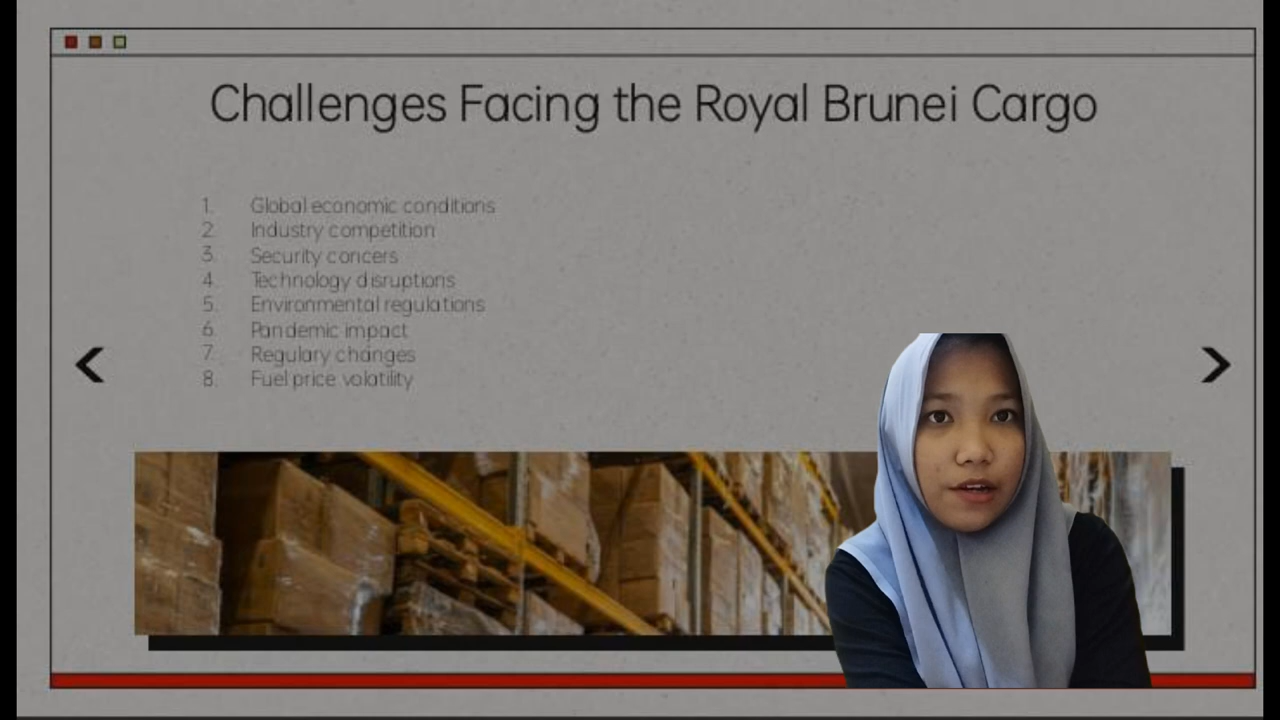 Challenges Facing the Royal Brunei Cargo
1. Global economic conditions
2. Industry competition
3. Security concers
4. Technology disruptions
5. Environmental regulations
6. Pandemic impact
7. Regulary changes
8. Fuel price volatility